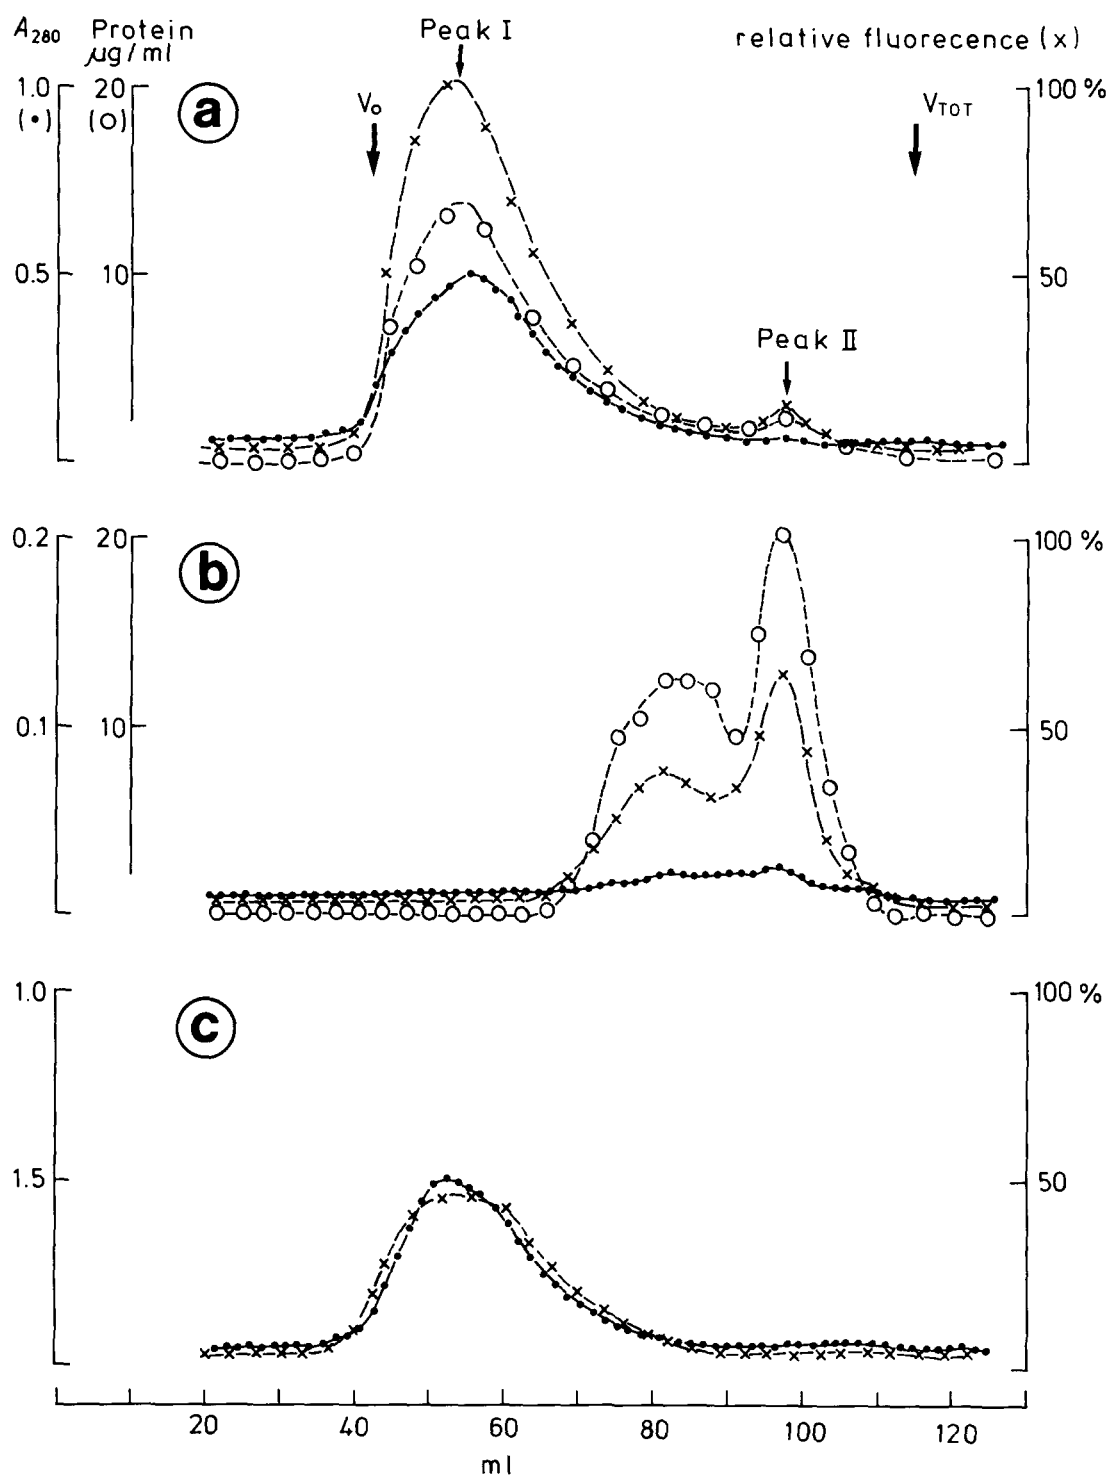 A280 Protein Peak I relative fluorecence (x)
µg/ml
1.0 20 a V₀ VTOT 100 %
(•) (o)
0.5 10 50
Peak II
0.2 20 b 100 %
0.1 10 50
1.0 c 100 %
1.5 50
20 40 60 80 100 120
ml